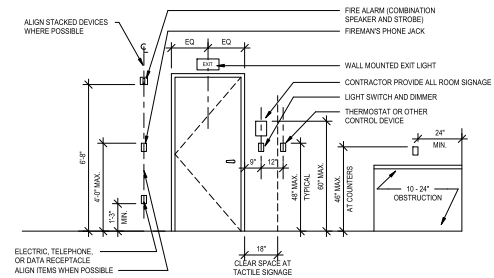 ALIGN STACKED DEVICES
WHERE POSSIBLE
FIRE ALARM (COMBINATION
SPEAKER AND STROBE)
FIREMAN'S PHONE JACK
EQ
EQ
EXIT
WALL MOUNTED EXIT LIGHT
CONTRACTOR PROVIDE ALL ROOM SIGNAGE
LIGHT SWITCH AND DIMMER
THERMOSTAT OR OTHER
CONTROL DEVICE
24"
MIN.
6'-8"
4'-0" MAX.
1'-3"
MIN.
9"
12"
48" MAX.
TYPICAL
60" MAX.
46" MAX.
AT COUNTERS
10 - 24"
OBSTRUCTION
18"
CLEAR SPACE AT
TACTILE SIGNAGE
ELECTRIC, TELEPHONE,
OR DATA RECEPTACLE
ALIGN ITEMS WHEN POSSIBLE